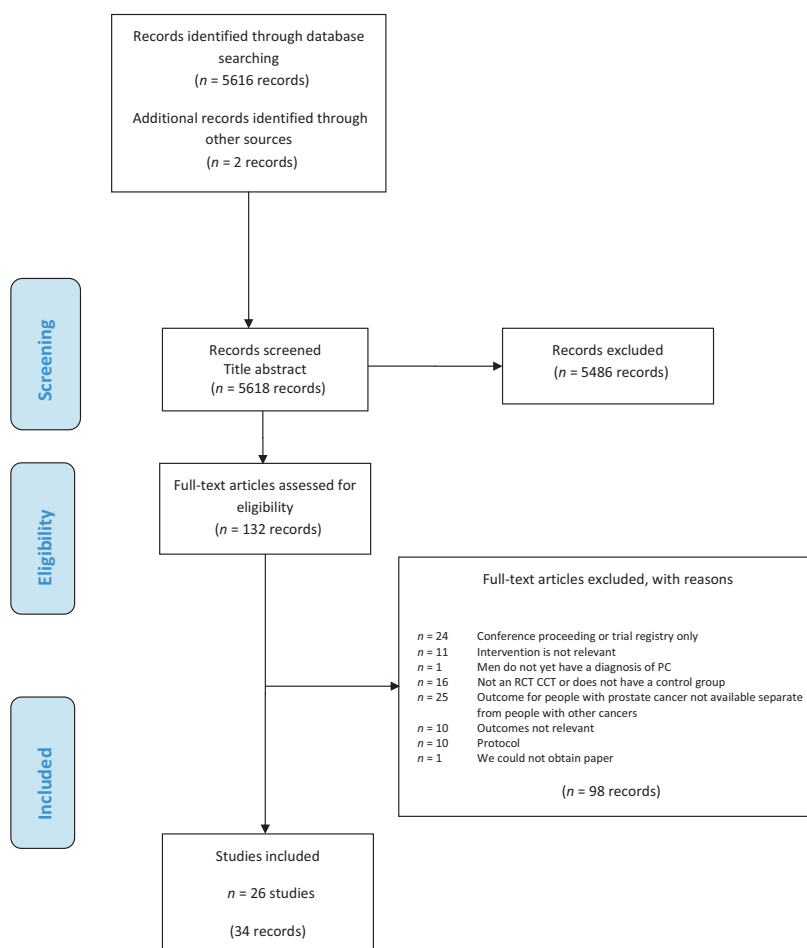 Records identified through database
searching
(n = 5616 records)
Additional records identified through
other sources
(n = 2 records)
Screening
Records screened
Title abstract
(n = 5618 records)
Records excluded
(n = 5486 records)
Eligibility
Full-text articles assessed for
eligibility
(n = 132 records)
Full-text articles excluded, with reasons
n = 24 Conference proceeding or trial registry only
n = 11 Intervention is not relevant
n = 1 Men do not yet have a diagnosis of PC
n = 16 Not an RCT CCT or does not have a control group
n = 25 Outcome for people with prostate cancer not available separate
from people with other cancers
n = 10 Outcomes not relevant
n = 10 Protocol
n = 1 We could not obtain paper
(n = 98 records)
Included
Studies included
n = 26 studies
(34 records)